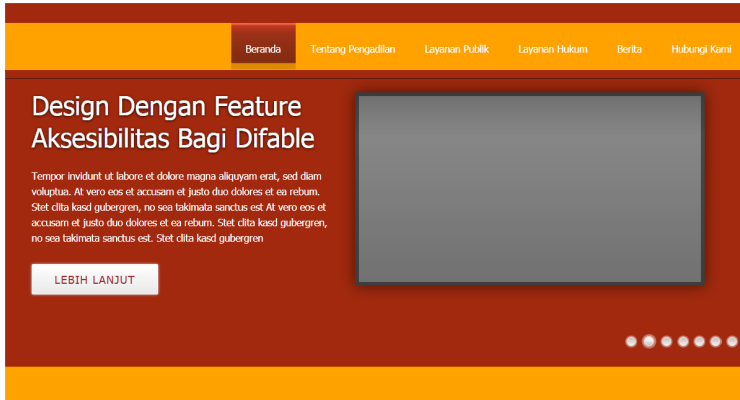 Beranda Tentang Pengadilan Layanan Publik Layanan Hukum Berita Hubungi Kami
Design Dengan Feature
Aksesibilitas Bagi Difable
Tempor invidunt ut labore et dolore magna aliquyam erat, sed diam
voluptua. At vero eos et accusam et justo duo dolores et ea rebum.
Stet clita kasd gubergren, no sea takimata sanctus est At vero eos et
accusam et justo duo dolores et ea rebum. Stet clita kasd gubergren,
no sea takimata sanctus est. Stet clita kasd gubergren
LEBIH LANJUT